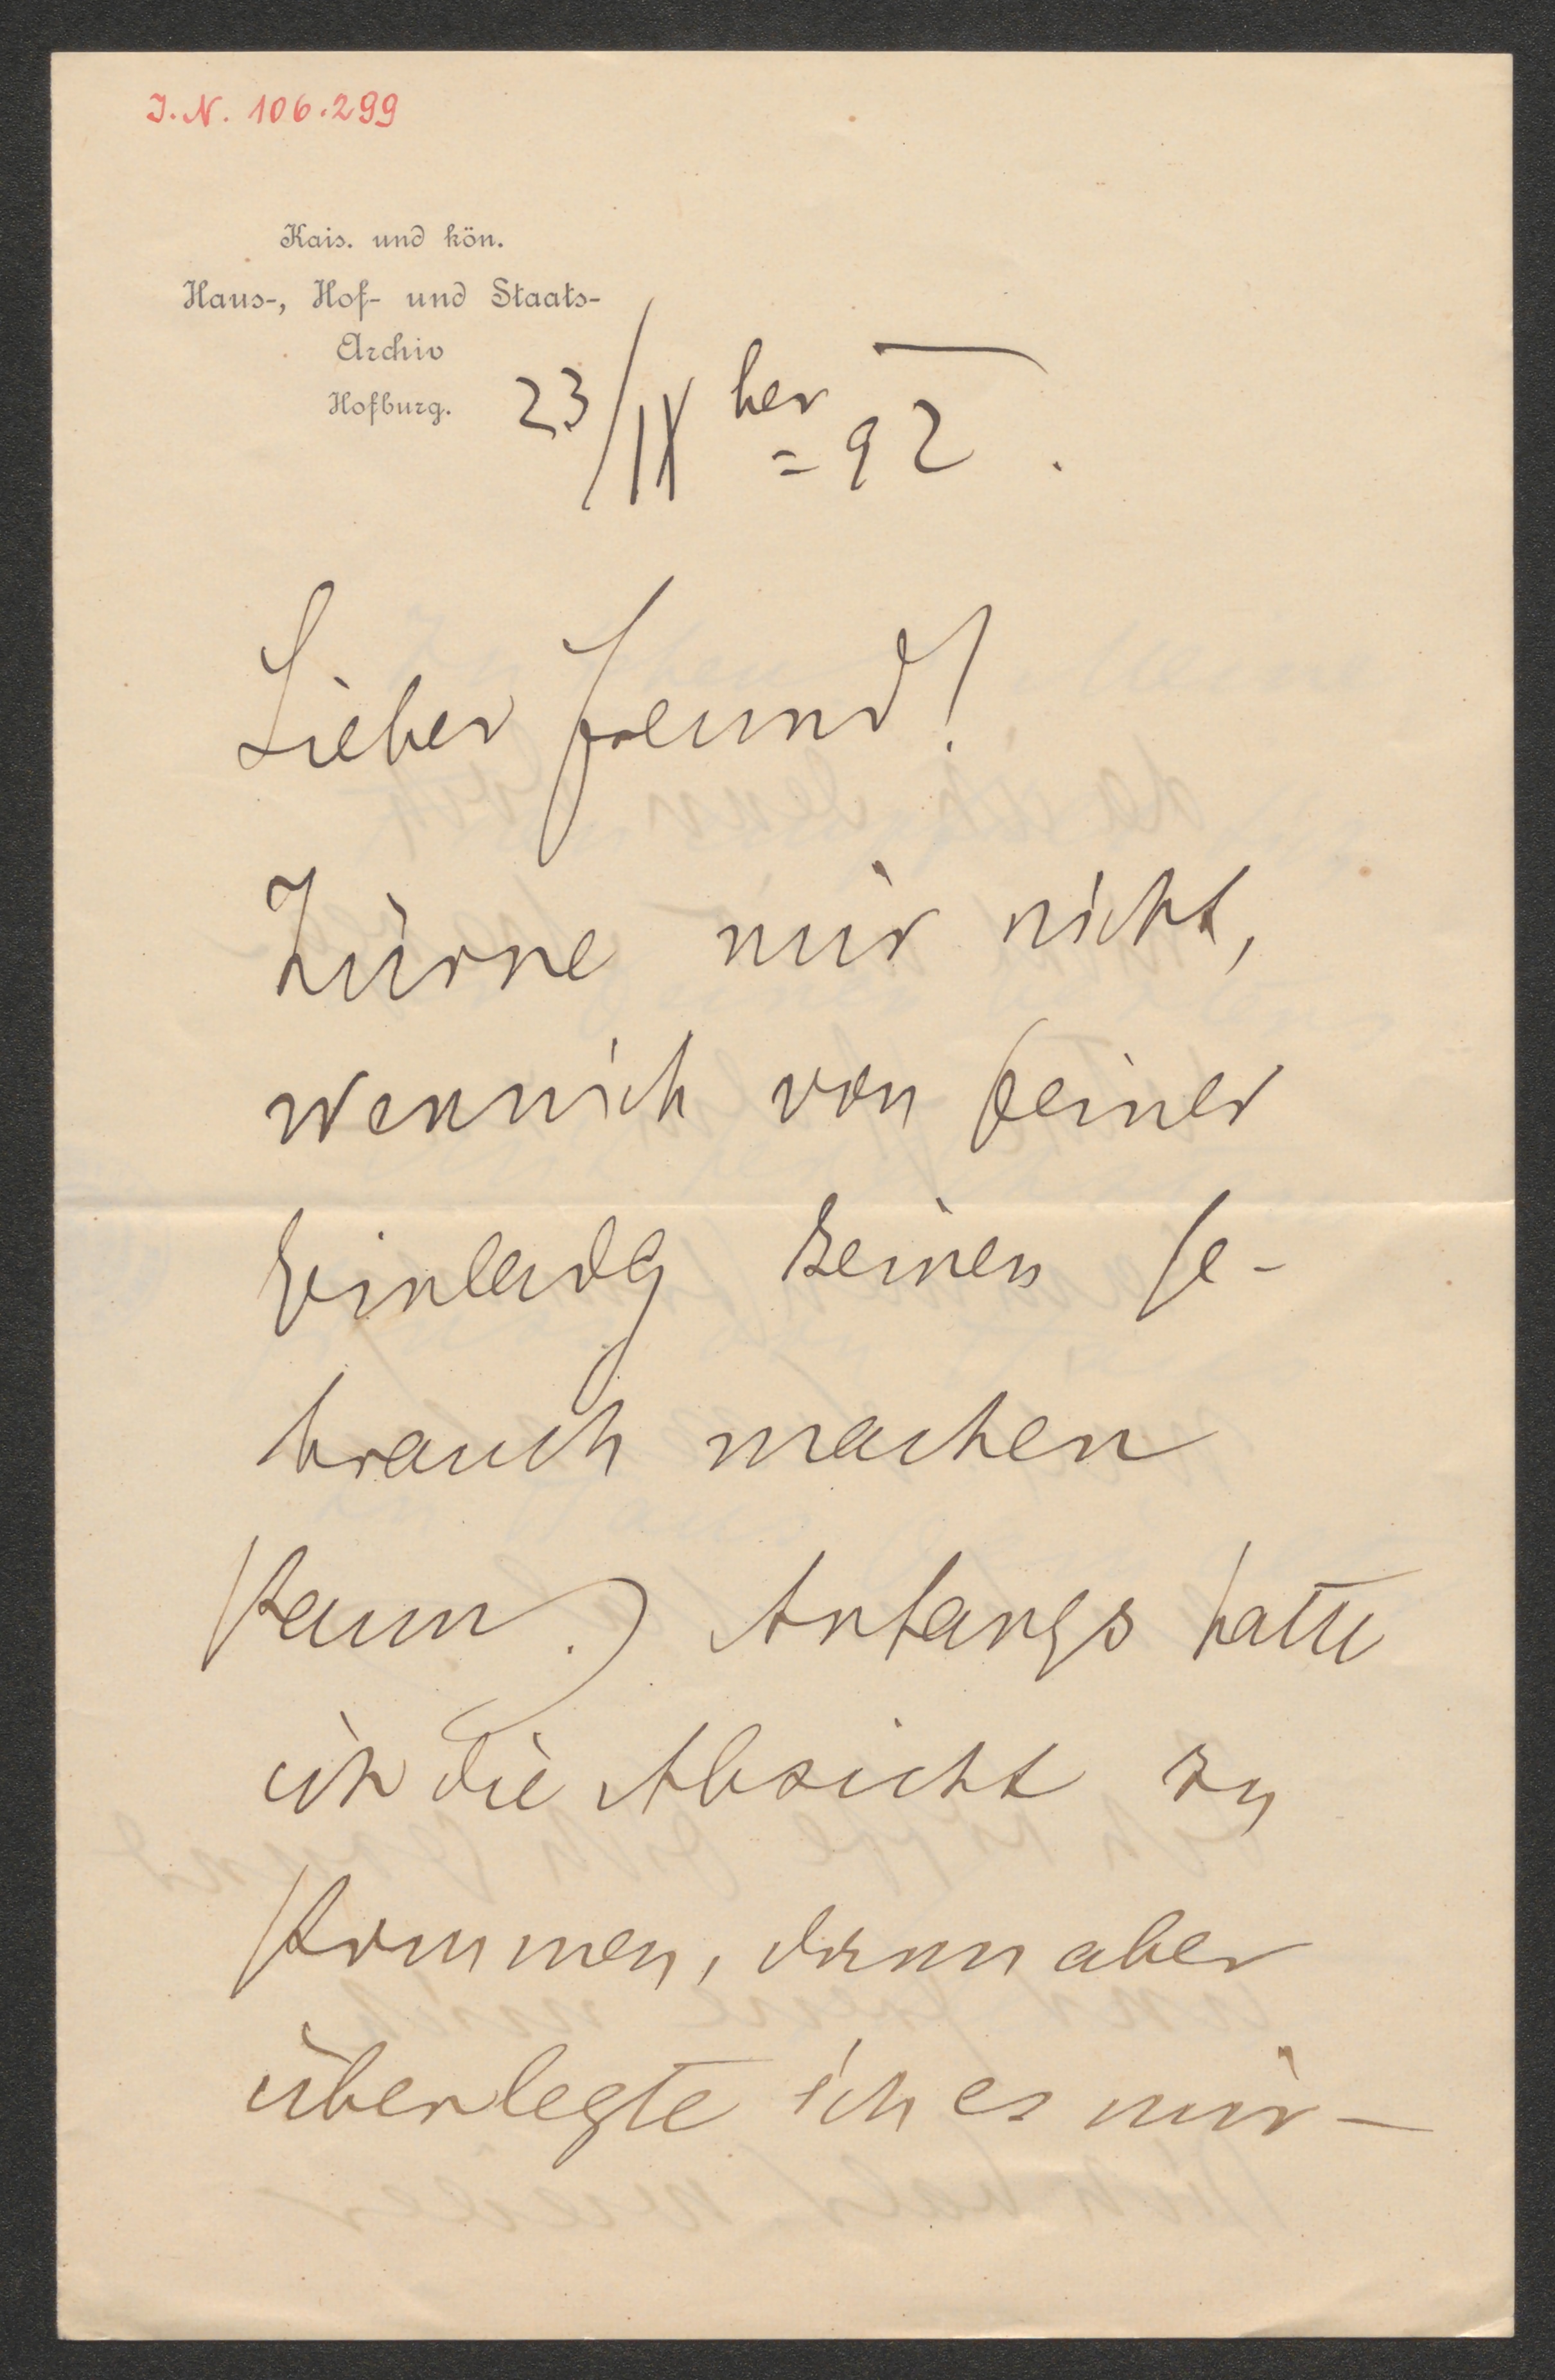 I. N. 106.299
Kais. und kön.
Haus-, Hof- und Staats-
Archiv
Hofburg.
23/IX ber = 92.
Lieber Freund!
Zürne mir nicht,
wenn ich von Deiner
Einladg keinen Ge-
brauch machen
kann. Anfangs hatte
ich die Absicht zu
kommen, dann aber
überlegte ich es mir –